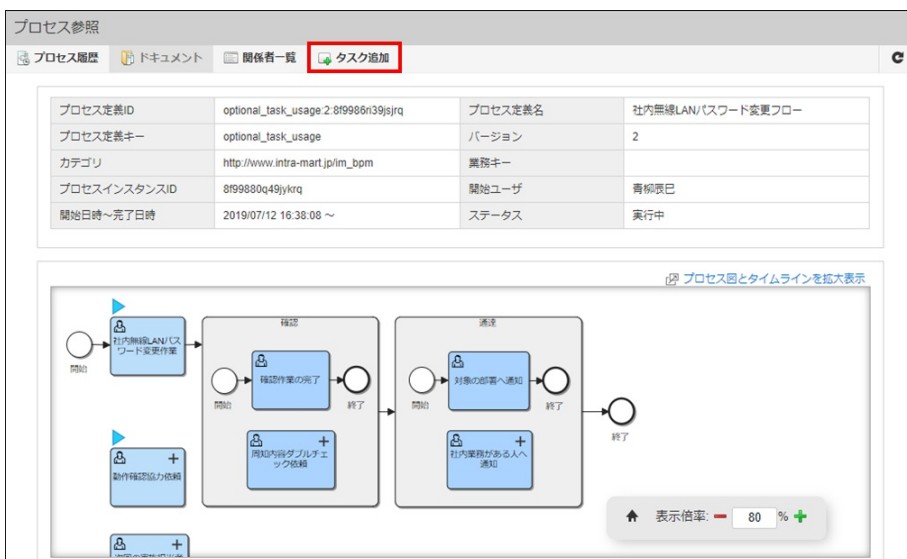 プロセス参照
プロセス履歴 ドキュメント 関係者一覧 タスク追加
プロセス定義ID optional_task_usage:2:8f9986ri39jsjrq プロセス定義名 社内無線LANパスワード変更フロー
プロセス定義キー optional_task_usage バージョン 2
カテゴリ http://www.intra-mart.jp/im_bpm 業務キー
プロセスインスタンスID 8f99880q49jykrq 開始ユーザ 青柳辰巳
開始日時～完了日時 2019/07/12 16:38:08 ～ ステータス 実行中
プロセス図とタイムラインを拡大表示
社内無線LANパス
ワード変更作業
開始
確認
開始
確認作業の完了
終了
周知内容ダブルチェ
ック依頼
通達
開始
対象の部署へ通知
終了
社内業務がある人へ
通知
終了
動作確認協力依頼
表示倍率: 80 %